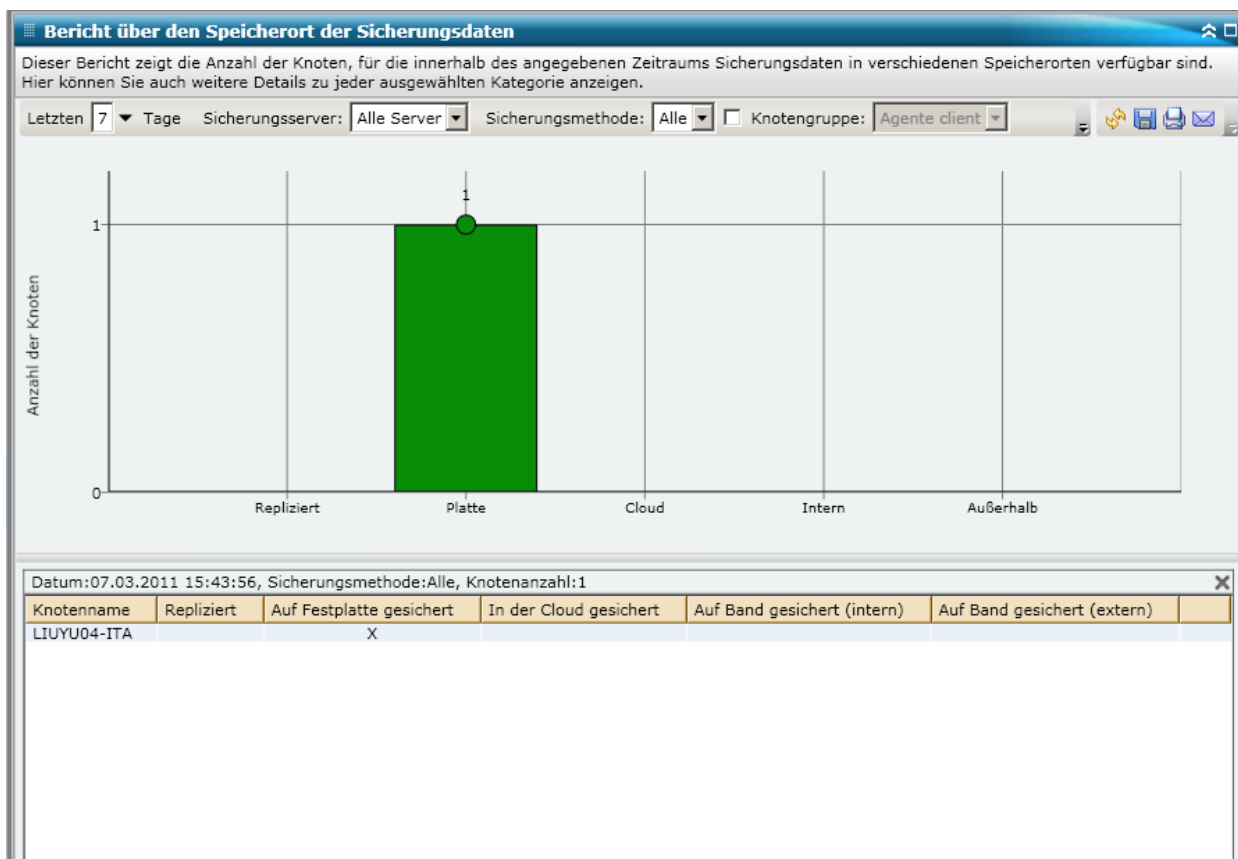 Bericht über den Speicherort der Sicherungsdaten
Dieser Bericht zeigt die Anzahl der Knoten, für die innerhalb des angegebenen Zeitraums Sicherungsdaten in verschiedenen Speicherorten verfügbar sind.
Hier können Sie auch weitere Details zu jeder ausgewählten Kategorie anzeigen.
Letzten 7 Tage Sicherungsserver: Alle Server Sicherungsmethode: Alle Knotengruppe: Agente client
1
1
Anzahl der Knoten
0
Repliziert Platte Cloud Intern Außerhalb
Datum:07.03.2011 15:43:56, Sicherungsmethode:Alle, Knotenanzahl:1
Knotenname Repliziert Auf Festplatte gesichert In der Cloud gesichert Auf Band gesichert (intern) Auf Band gesichert (extern)
LIUYU04-ITA X